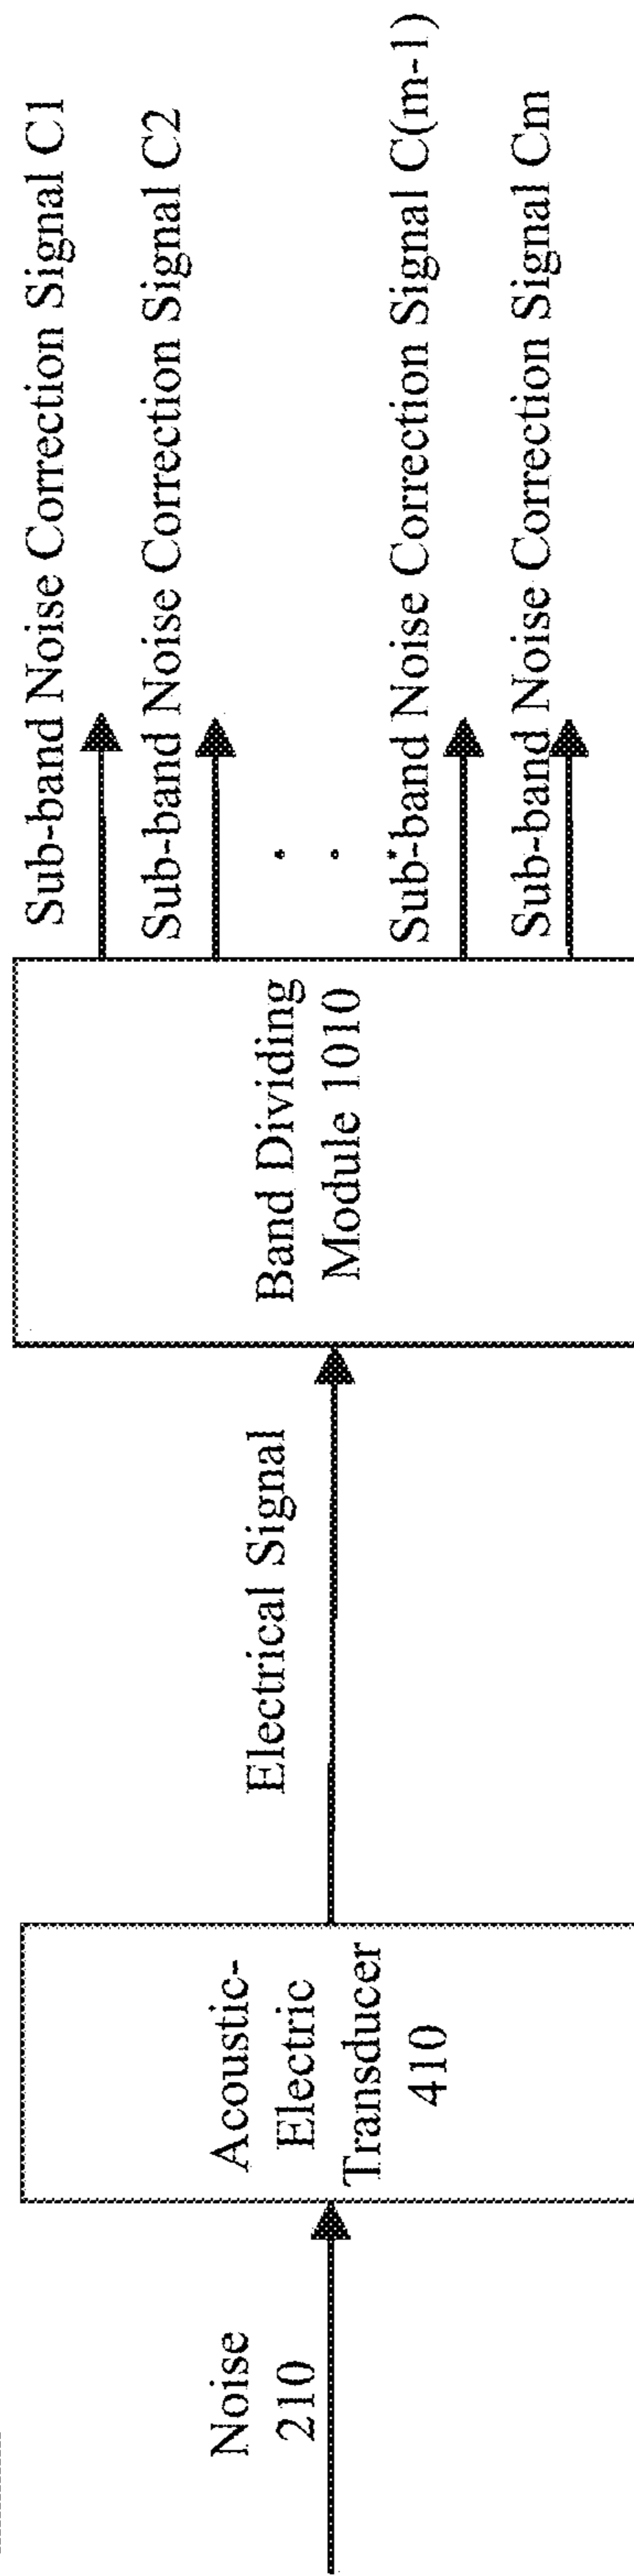 Noise
210
Acoustic-
Electric
Transducer
410
Electrical Signal
Band Dividing
Module 1010
Sub-band Noise Correction Signal C1
Sub-band Noise Correction Signal C2
Sub-band Noise Correction Signal C(m-1)
Sub-band Noise Correction Signal Cm